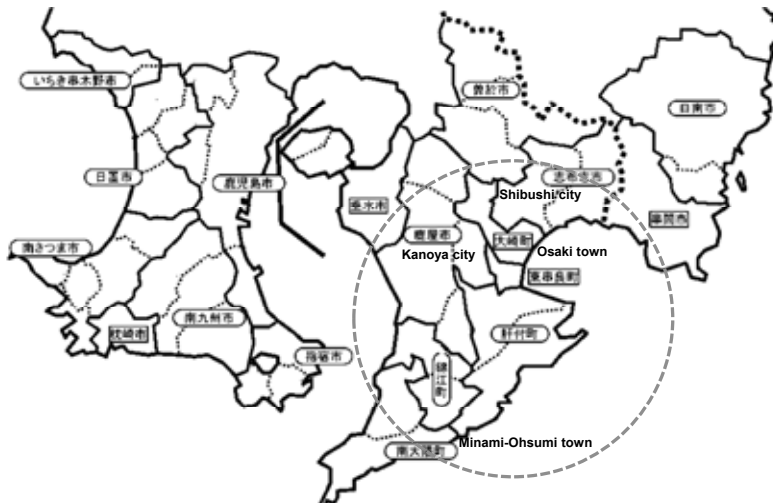 いちき串木野市
曽於市
日南市
日置市
鹿児島市
志布志市
Shibushi city
垂水市
鹿屋市
大崎町
串間市
南さつま市
Kanoya city
Osaki town
東串良町
枕崎市
南九州市
指宿市
肝付町
錦江町
Minami-Ohsumi town
南大隅町